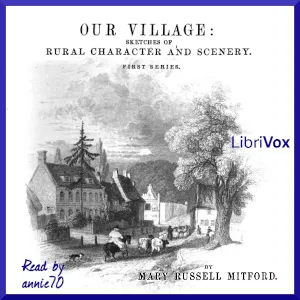 OUR VILLAGE:
SKETCHES OF
RURAL CHARACTER AND SCENERY.
FIRST SERIES.
LibriVox
Read by
annie70
BY
MARY RUSSELL MITFORD.